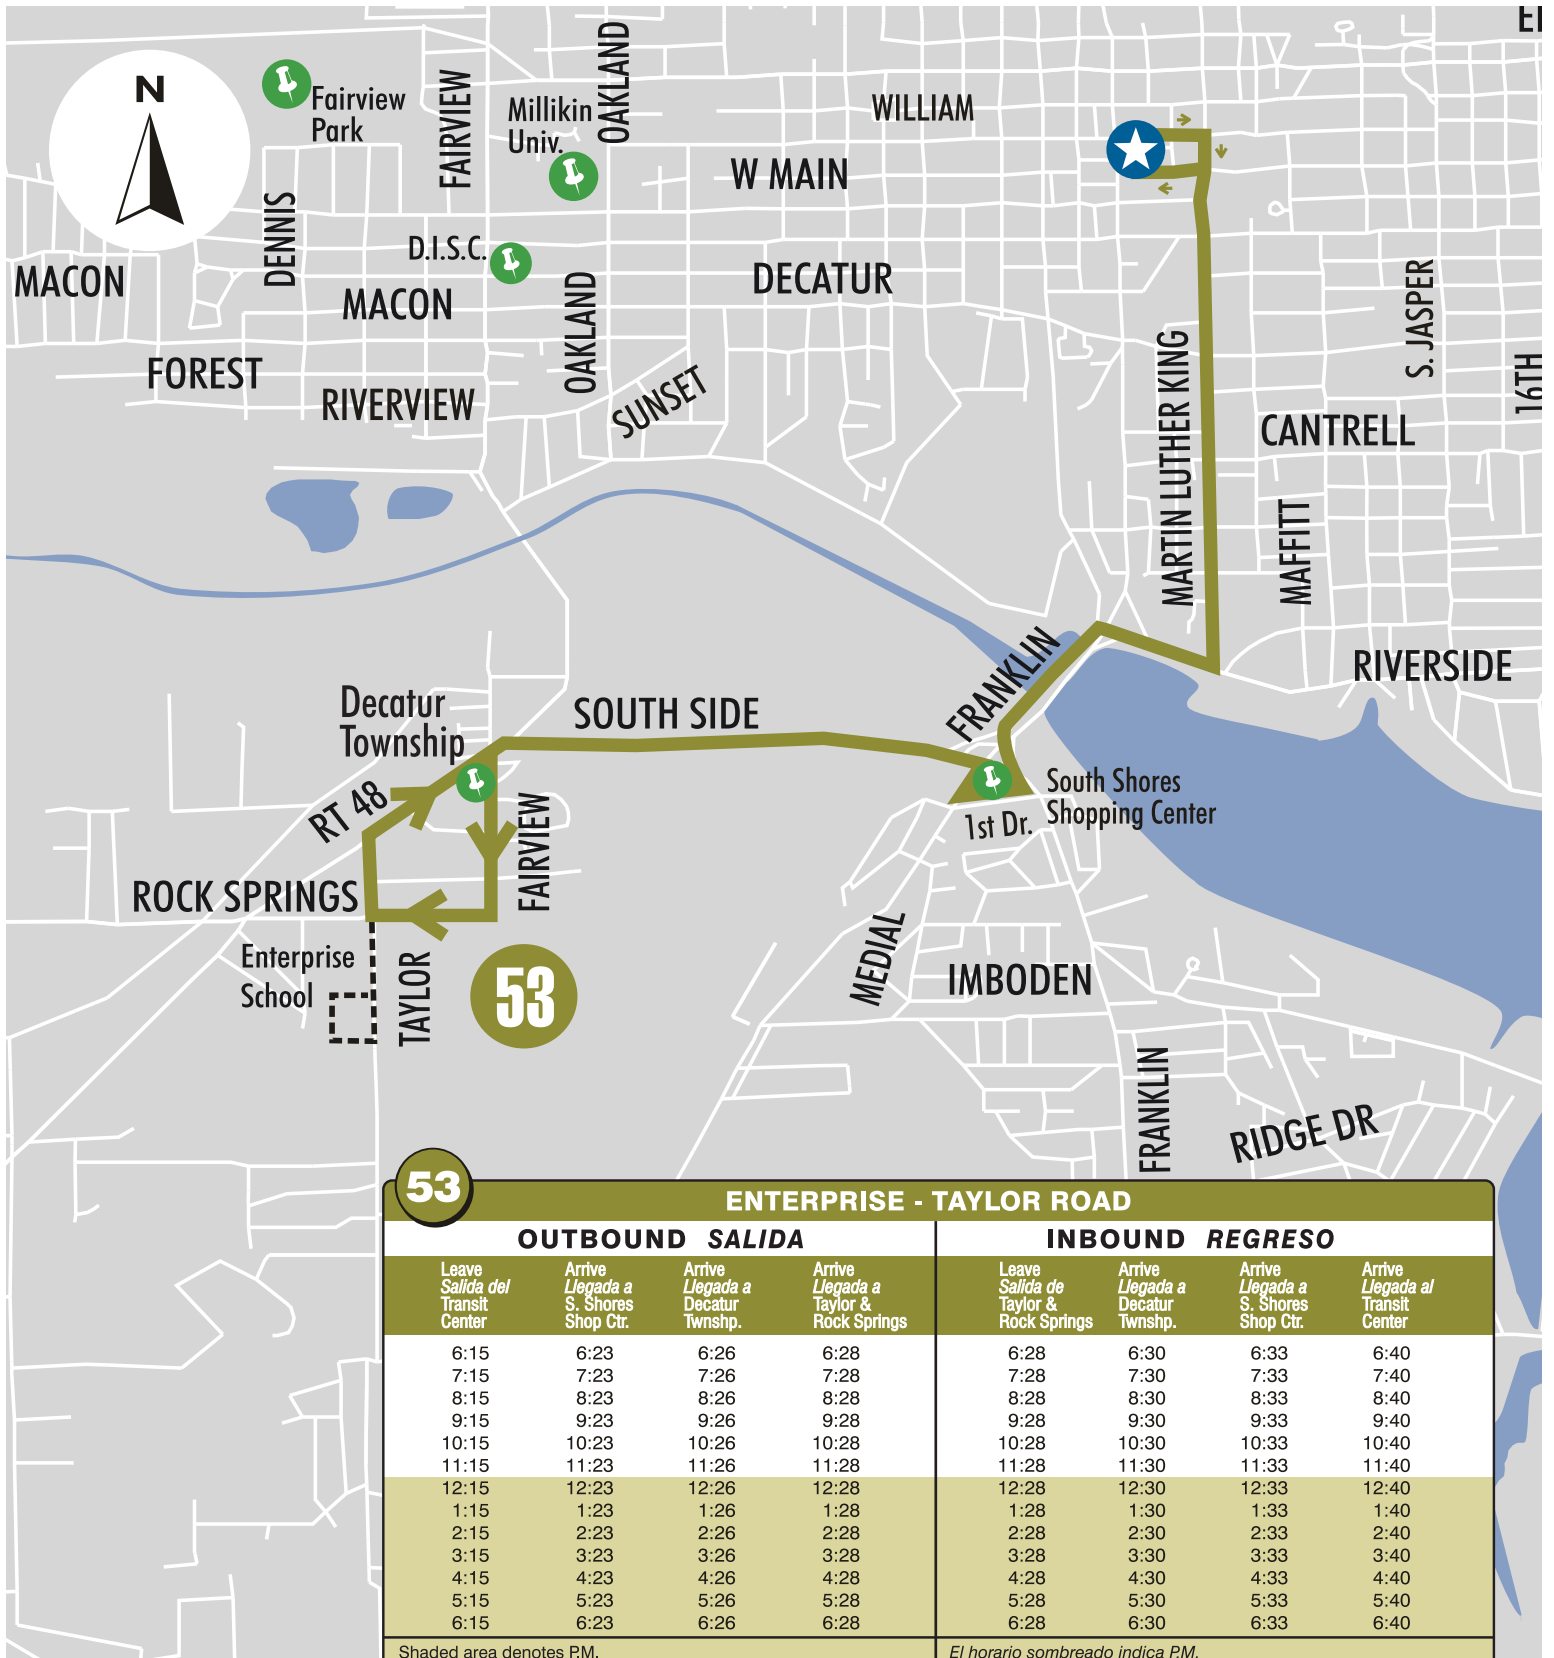 EL
N
Fairview
Park
FAIRVIEW
Millikin
Univ.
OAKLAND
WILLIAM
W MAIN
DENNIS
D.I.S.C.
MACON
MACON
DECATUR
OAKLAND
S. JASPER
FOREST
RIVERVIEW
SUNSET
MARTIN LUTHER KING
CANTRELL
16TH
MAFFITT
FRANKLIN
RIVERSIDE
Decatur
Township
SOUTH SIDE
RT 48
South Shores
Shopping Center
1st Dr.
FAIRVIEW
ROCK SPRINGS
Enterprise
School
TAYLOR
53
MEDIAL
IMBODEN
FRANKLIN
RIDGE DR
53
ENTERPRISE - TAYLOR ROAD
OUTBOUND SALIDA
INBOUND REGRESO
Leave Arrive Arrive Arrive Leave Arrive Arrive Arrive
Salida del Llegada a Llegada a Llegada a Salida de Llegada a Llegada a Llegada al
Transit S. Shores Decatur Taylor & Taylor & Decatur S. Shores Transit
Center Shop Ctr. Twnshp. Rock Springs Rock Springs Twnshp. Shop Ctr. Center
6:15 6:23 6:26 6:28 6:28 6:30 6:33 6:40
7:15 7:23 7:26 7:28 7:28 7:30 7:33 7:40
8:15 8:23 8:26 8:28 8:28 8:30 8:33 8:40
9:15 9:23 9:26 9:28 9:28 9:30 9:33 9:40
10:15 10:23 10:26 10:28 10:28 10:30 10:33 10:40
11:15 11:23 11:26 11:28 11:28 11:30 11:33 11:40
12:15 12:23 12:26 12:28 12:28 12:30 12:33 12:40
1:15 1:23 1:26 1:28 1:28 1:30 1:33 1:40
2:15 2:23 2:26 2:28 2:28 2:30 2:33 2:40
3:15 3:23 3:26 3:28 3:28 3:30 3:33 3:40
4:15 4:23 4:26 4:28 4:28 4:30 4:33 4:40
5:15 5:23 5:26 5:28 5:28 5:30 5:33 5:40
6:15 6:23 6:26 6:28 6:28 6:30 6:33 6:40
Shaded area denotes P.M.
El horario sombreado indica P.M.